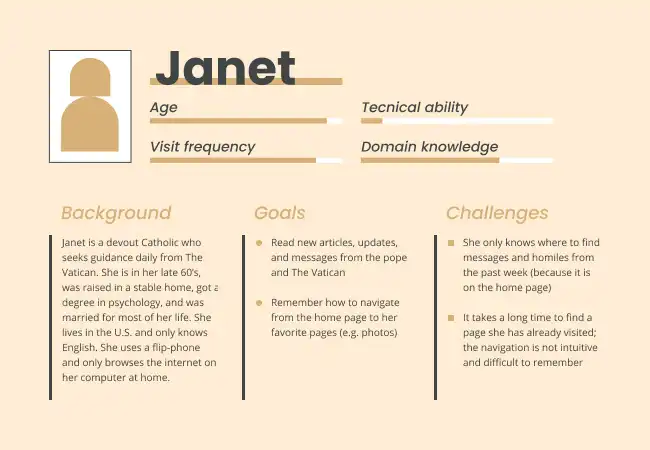 Janet
Age
Tecnical ability
Visit frequency
Domain knowledge
Background
Goals
Challenges
Janet is a devout Catholic who
seeks guidance daily from The
Vatican. She is in her late 60's,
was raised in a stable home, got a
degree in psychology, and was
married for most of her life. She
lives in the U.S. and only knows
English. She uses a flip-phone
and only browses the internet on
her computer at home.
Read new articles, updates,
and messages from the pope
and The Vatican
Remember how to navigate
from the home page to her
favorite pages (e.g. photos)
She only knows where to find
messages and homiles from
the past week (because it is
on the home page)
It takes a long time to find a
page she has already visited;
the navigation is not intuitive
and difficult to remember